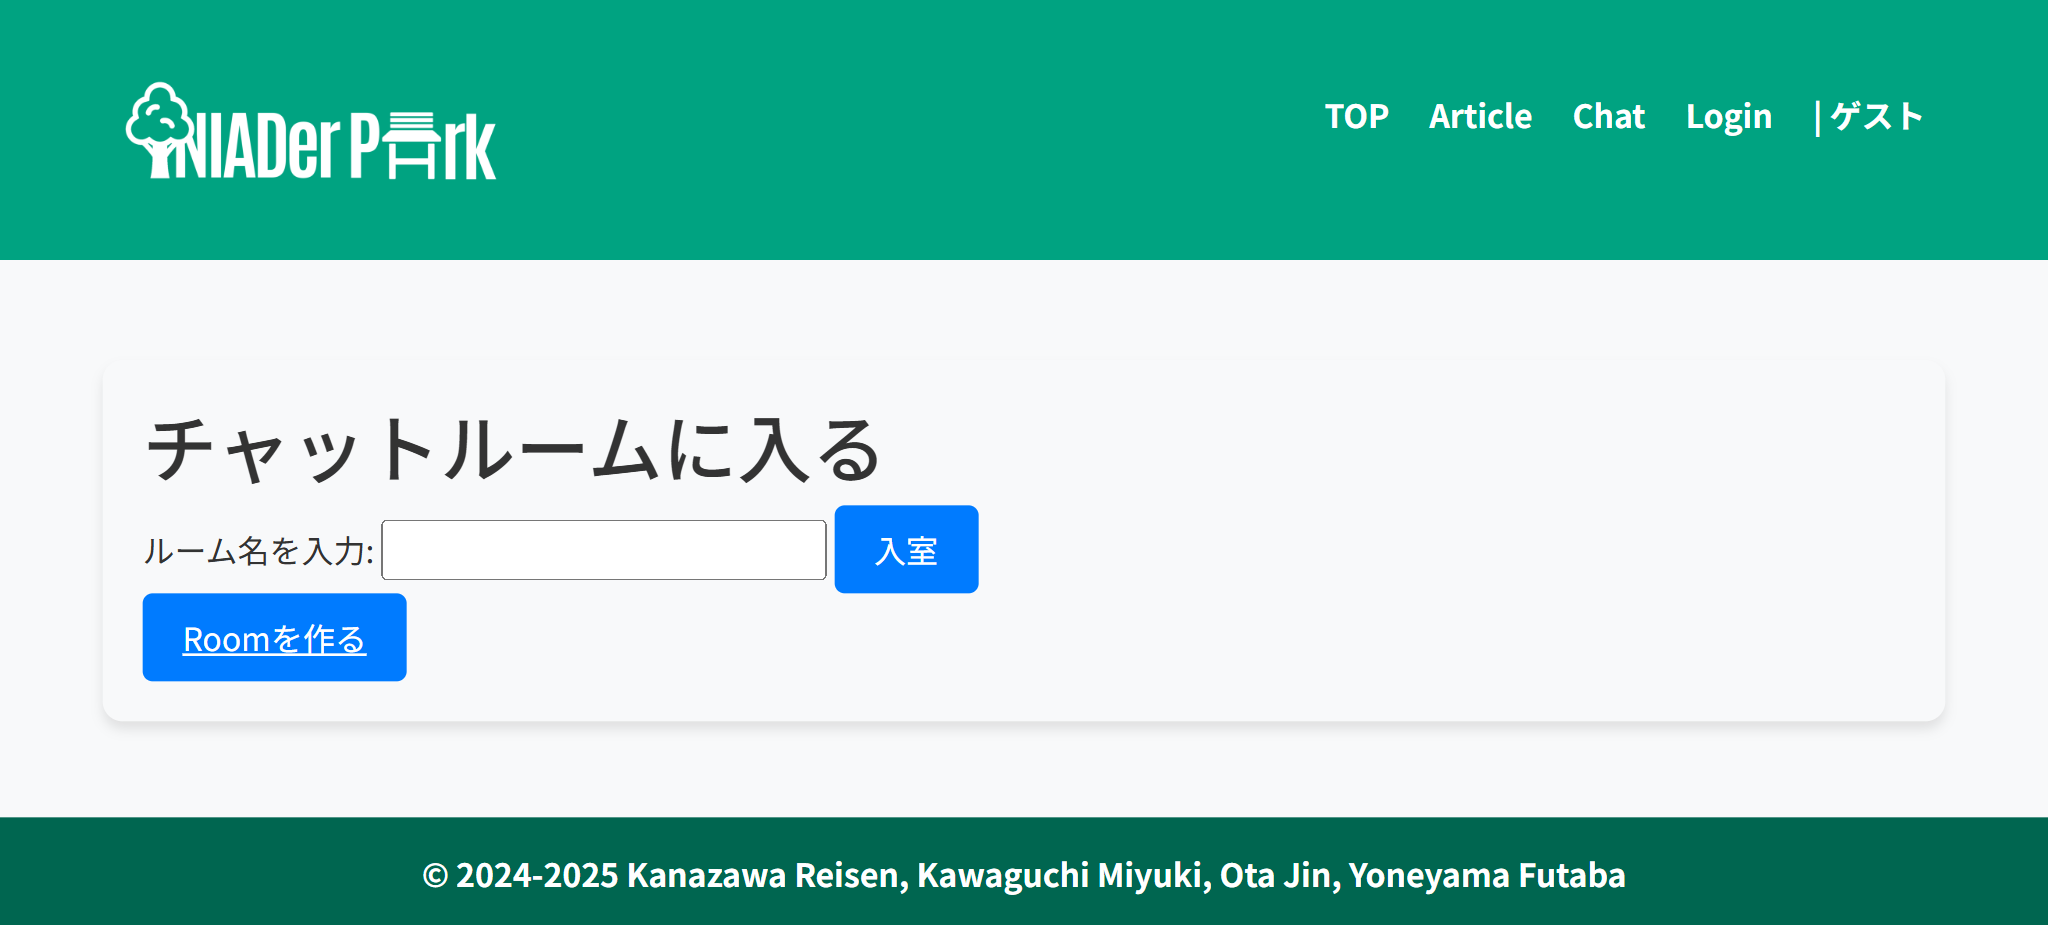 NIADer Park
TOP Article Chat Login | ゲスト
チャットルームに入る
ルーム名を入力: 入室
Roomを作る
© 2024-2025 Kanazawa Reisen, Kawaguchi Miyuki, Ota Jin, Yoneyama Futaba